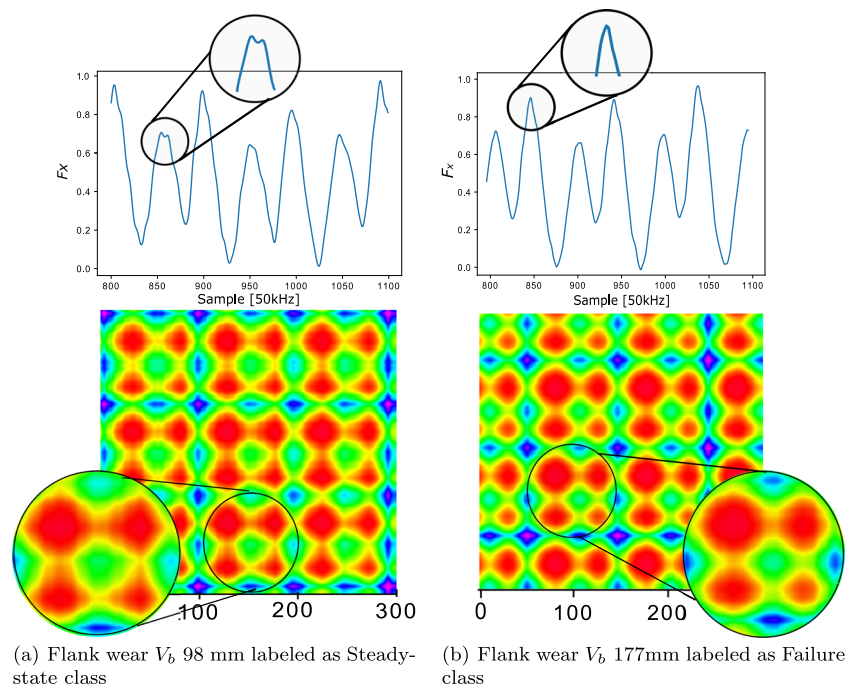 1.0
0.8
0.6
0.4
0.2
0.0
Fx
800 850 900 950 1000 1050 1100
Sample [50kHz]
1.0
0.8
0.6
0.4
0.2
0.0
Fx
800 850 900 950 1000 1050 1100
Sample [50kHz]
100 200 300
0 100 200
(a) Flank wear V_b 98 mm labeled as Steady-
state class
(b) Flank wear V_b 177mm labeled as Failure
class